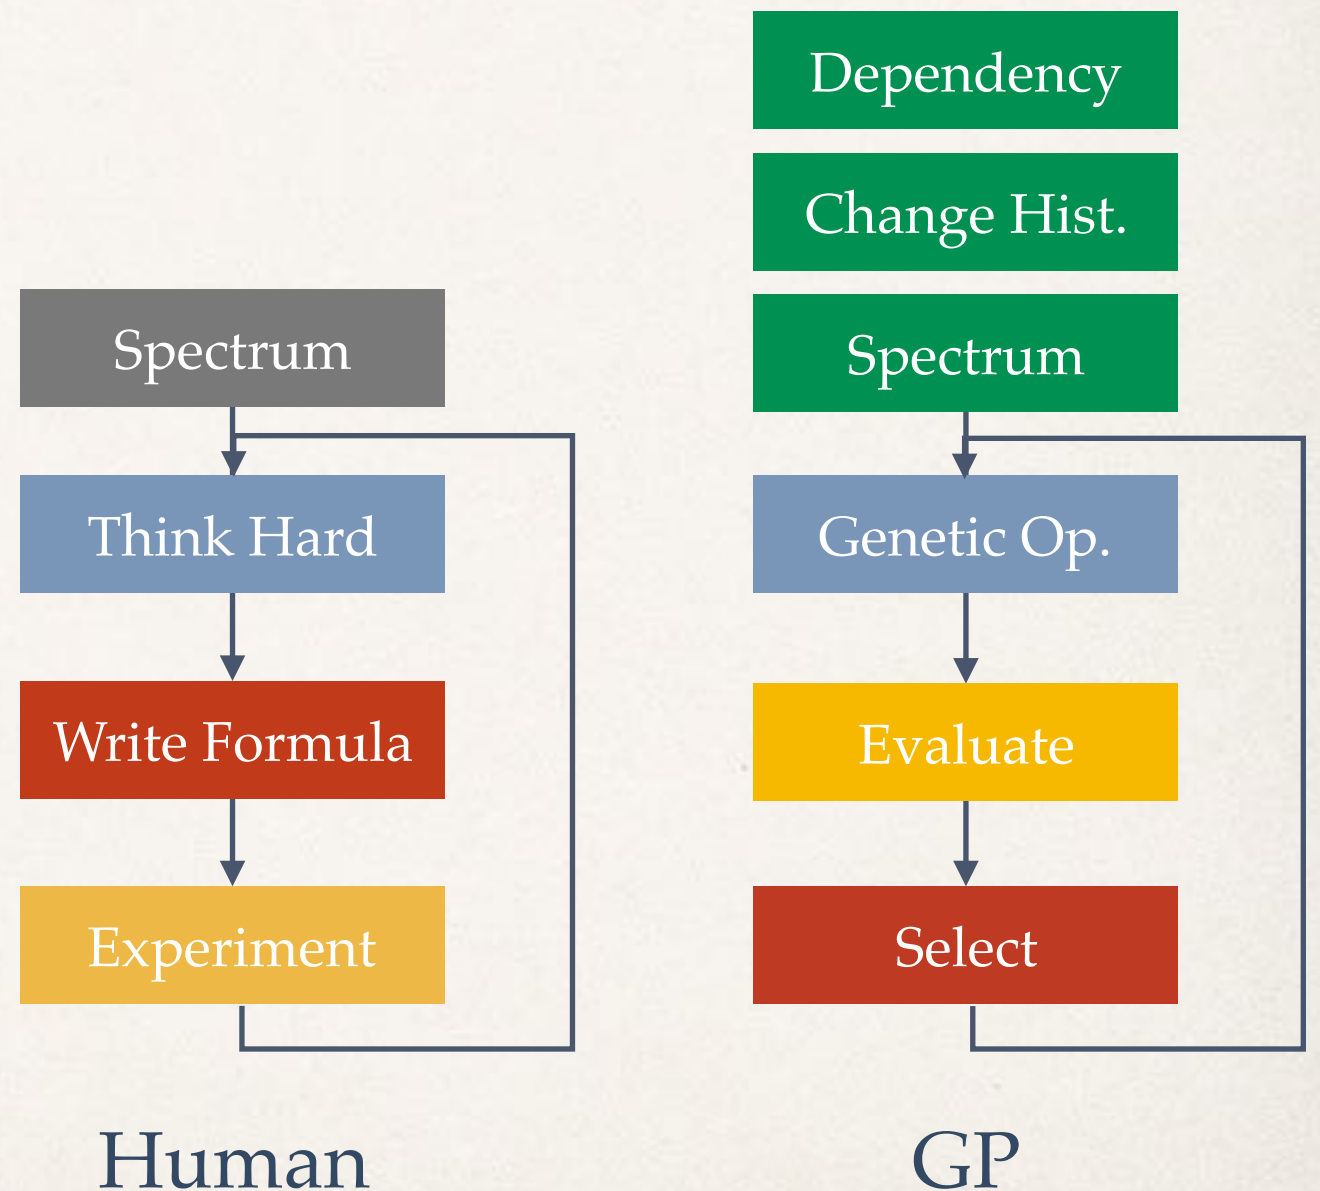 Spectrum
Think Hard
Write Formula
Experiment
Human
Dependency
Change Hist.
Spectrum
Genetic Op.
Evaluate
Select
GP